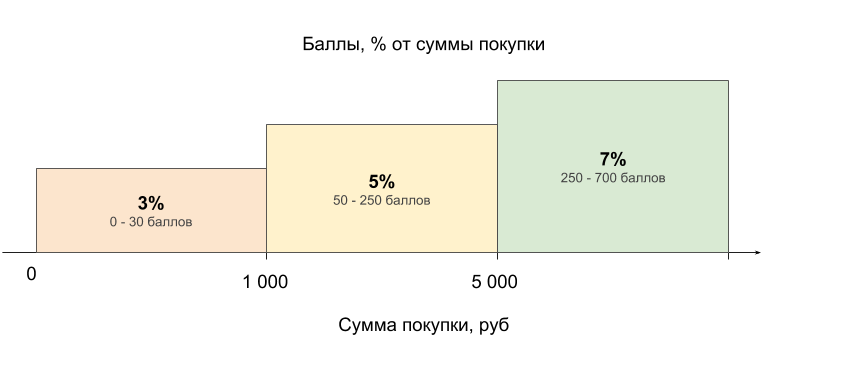 Баллы, % от суммы покупки
7%
250 - 700 баллов
5%
50 - 250 баллов
3%
0 - 30 баллов
0
1 000
5 000
Сумма покупки, руб